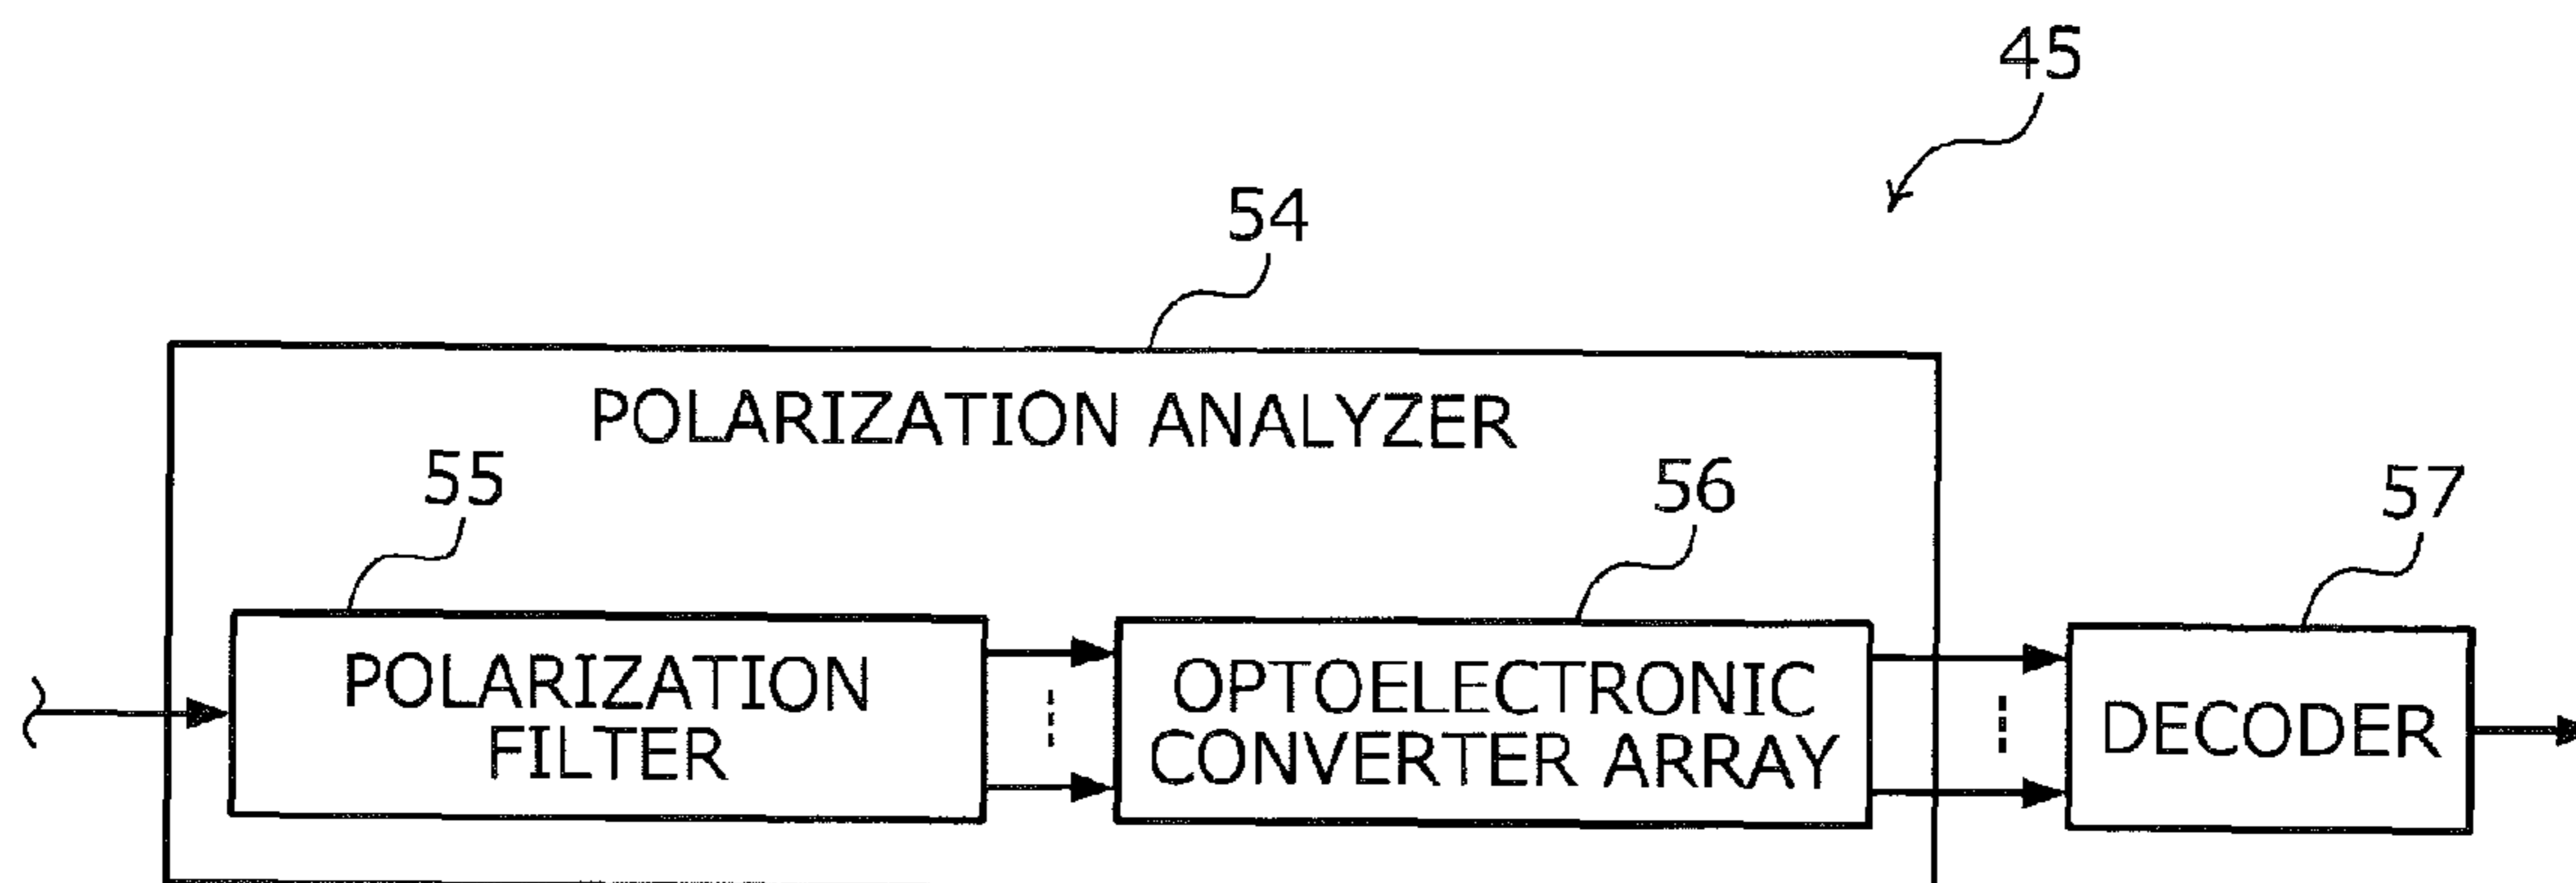 45
54
POLARIZATION ANALYZER
55
56
57
POLARIZATION
FILTER
OPTOELECTRONIC
CONVERTER ARRAY
DECODER